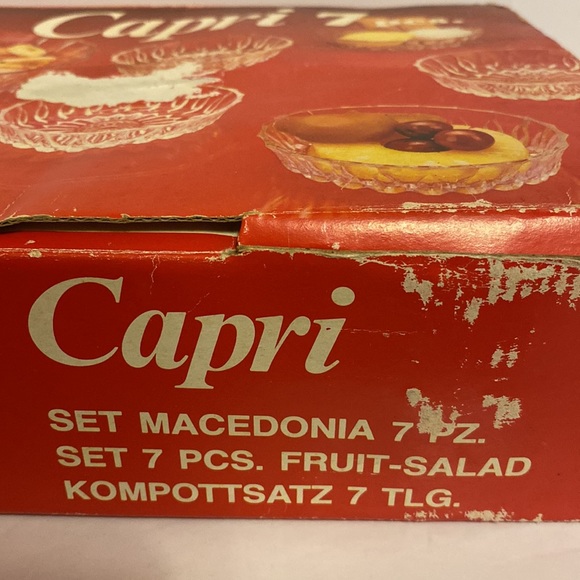 Capri 7
Capri
SET MACEDONIA 7 PZ.
SET 7 PCS. FRUIT-SALAD
KOMPOTTSATZ 7 TLG.